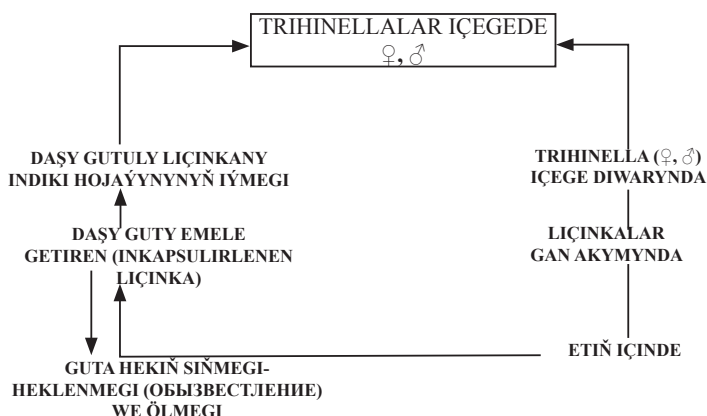 TRIHINELLALAR IÇEGEDE
♀, ♂
DAŞY GUTULY LIÇINKANY
INDIKI HOJAÝYNYNYŇ IÝMEGI
TRIHINELLA (♀, ♂)
IÇEGE DIWARYNDA
DAŞY GUTY EMELE
GETIREN (INKAPSULIRLENEN
LIÇINKA)
LIÇINKALAR
GAN AKYMYNDA
ETIŇ IÇINDE
GUTA HEKIŇ SIŇMEGI-
HEKLENMEGI (ОБЫЗВЕСТЛЕНИЕ)
WE ÖLMEGI